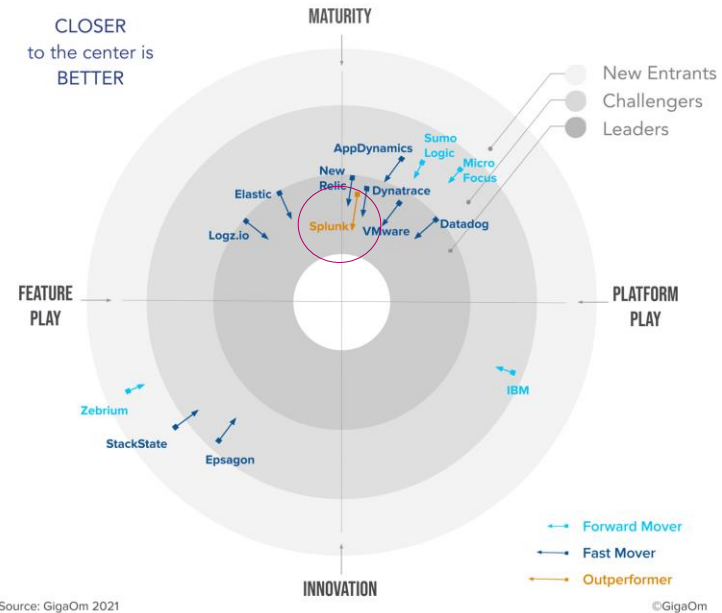 CLOSER
to the center is
BETTER
MATURITY
New Entrants
Challengers
Leaders
AppDynamics
Sumo
Logic
Micro
Focus
New
Relic
Dynatrace
Elastic
Splunk
VMware
Datadog
Logz.io
FEATURE
PLAY
PLATFORM
PLAY
Zebrium
IBM
StackState
Epsagon
Forward Mover
Fast Mover
Outperformer
INNOVATION
Source: GigaOm 2021
©GigaOm